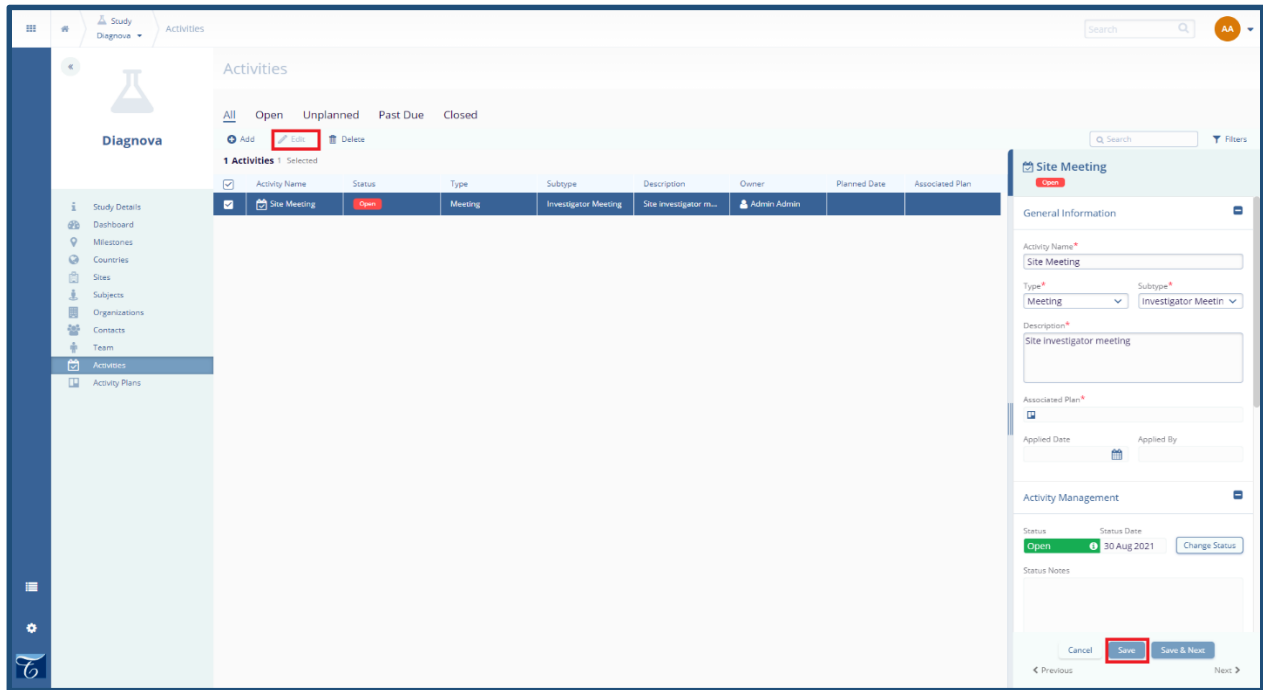 Study
Diagnova
Activities
Search
AA
Diagnova
Study Details
Dashboard
Milestones
Countries
Sites
Subjects
Organizations
Contacts
Team
Activities
Activity Plans
Activities
All Open Unplanned Past Due Closed
Add Edit Delete
Search Filters
1 Activities 1 Selected
Activity Name Status Type Subtype Description Owner Planned Date Associated Plan
Site Meeting Open Meeting Investigator Meeting Site investigator m... Admin Admin
Site Meeting
Open
General Information
Activity Name*
Site Meeting
Type* Subtype*
Meeting Investigator Meetin
Description*
Site investigator meeting
Associated Plan*
Applied Date Applied By
Activity Management
Status Status Date
Open 30 Aug 2021 Change Status
Status Notes
Cancel Save Save & Next
Previous Next